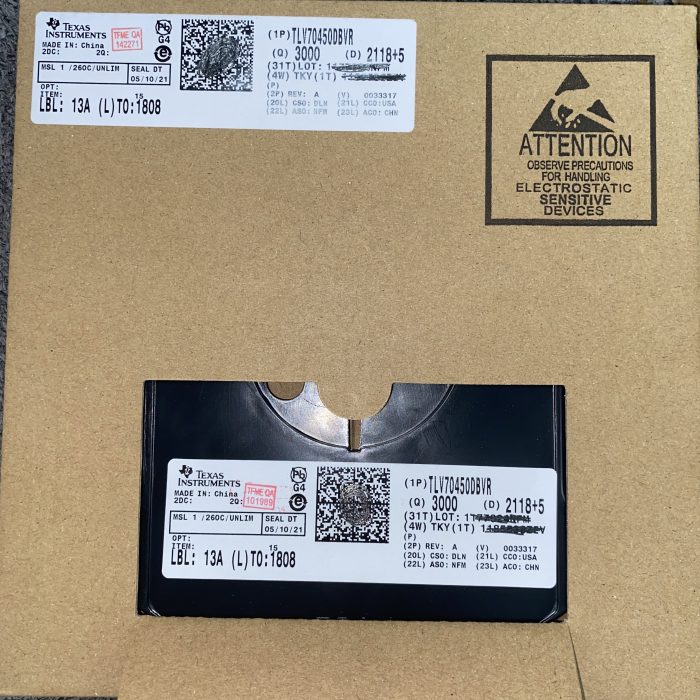 TEXAS
INSTRUMENTS
MADE IN: China
2DC: 2Q:
TFME QA
142271
Pb
G4
e
MSL 1 /260C/UNLIM
SEAL DT
05/10/21
OPT:
ITEM:
15
LBL: 13A (L)TO:1808
(1P) TLV70450DBVR
(Q) 3000 (D) 2118+5
(31T)LOT:
(4W) TKY(1T)
(P)
(2P) REV: A (V) 0033317
(20L) CSO: DLN (21L) CCO:USA
(22L) ASO: NFM (23L) ACO: CHN
ATTENTION
OBSERVE PRECAUTIONS
FOR HANDLING
ELECTROSTATIC
SENSITIVE
DEVICES
TEXAS
INSTRUMENTS
MADE IN: China
2DC: 2Q:
TFME QA
101989
Pb
G4
e
MSL 1 /260C/UNLIM
SEAL DT
05/10/21
OPT:
ITEM:
15
LBL: 13A (L)TO:1808
(1P) TLV70450DBVR
(Q) 3000 (D) 2118+5
(31T) LOT:
(4W) TKY(1T)
(P)
(2P) REV: A (V) 0033317
(20L) CSO: DLN (21L) CCO:USA
(22L) ASO: NFM (23L) ACO: CHN